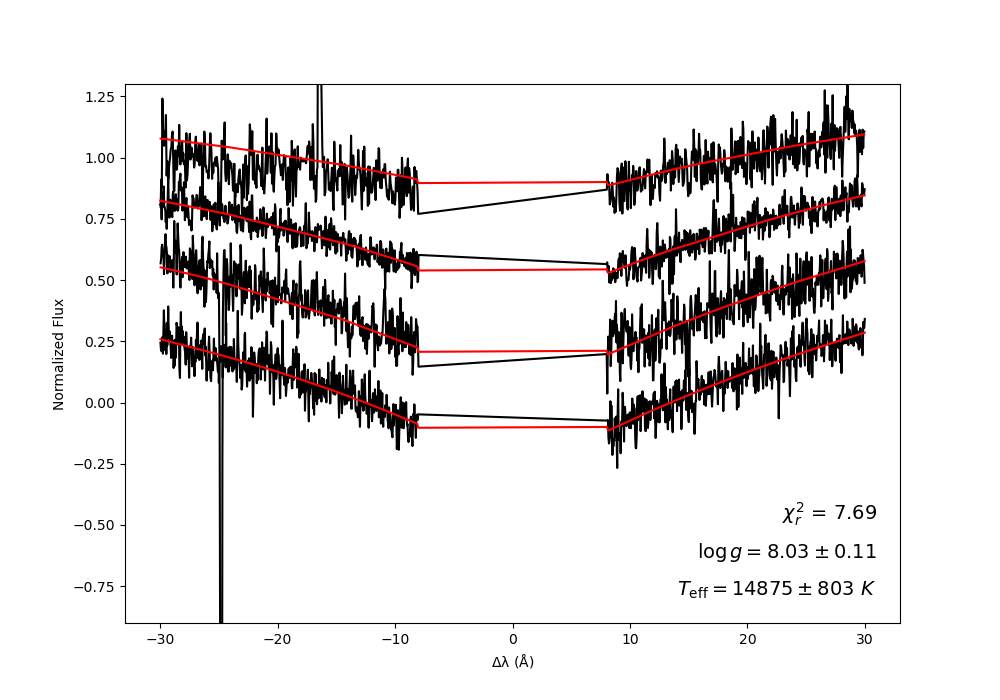 1.25
1.00
0.75
0.50
0.25
0.00
−0.25
−0.50
−0.75
Normalized Flux
χ²ᵣ = 7.69
log g = 8.03 ± 0.11
T_eff = 14875 ± 803 K
−30 −20 −10 0 10 20 30
Δλ (Å)